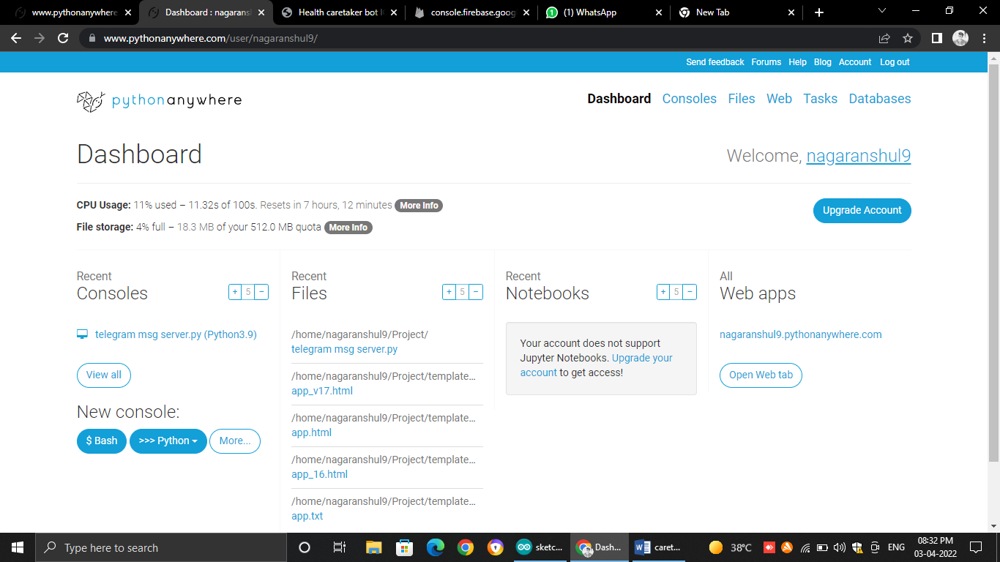 www.pythonanywhere
Dashboard : nagaransh
Health caretaker bot I
console.firebase.goog
(1) WhatsApp
New Tab
www.pythonanywhere.com/user/nagaranshul9/
Send feedback Forums Help Blog Account Log out
pythonanywhere
Dashboard Consoles Files Web Tasks Databases
Dashboard
Welcome, nagaranshul9
CPU Usage: 11% used – 11.32s of 100s. Resets in 7 hours, 12 minutes More Info
Upgrade Account
File storage: 4% full – 18.3 MB of your 512.0 MB quota More Info
Recent
Consoles
+ 5 −
telegram msg server.py (Python3.9)
View all
New console:
$ Bash >>> Python More...
Recent
Files
+ 5 −
/home/nagaranshul9/Project/
telegram msg server.py
/home/nagaranshul9/Project/template...
app_v17.html
/home/nagaranshul9/Project/template...
app.html
/home/nagaranshul9/Project/template...
app_16.html
/home/nagaranshul9/Project/template...
app.txt
Recent
Notebooks
+ 5 −
Your account does not support
Jupyter Notebooks. Upgrade your
account to get access!
All
Web apps
nagaranshul9.pythonanywhere.com
Open Web tab
Type here to search
sketc...
Dash...
caret...
38°C
ENG
08:32 PM
03-04-2022